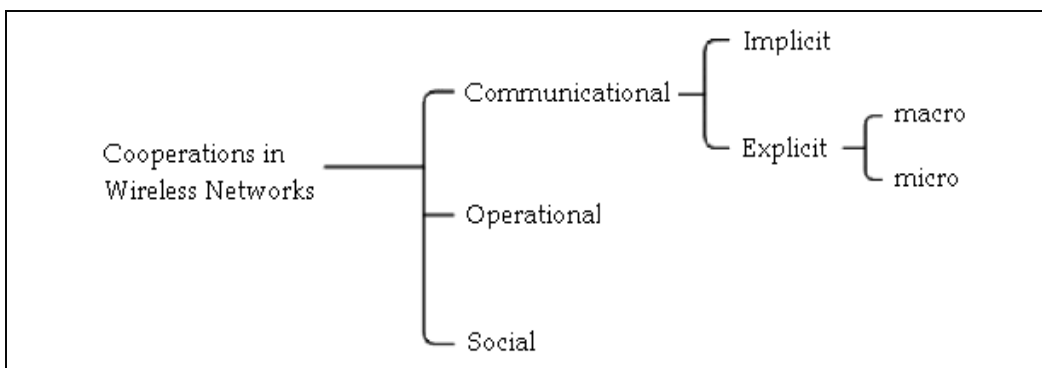 Cooperations in
Wireless Networks
Communicational
Implicit
Explicit
macro
micro
Operational
Social